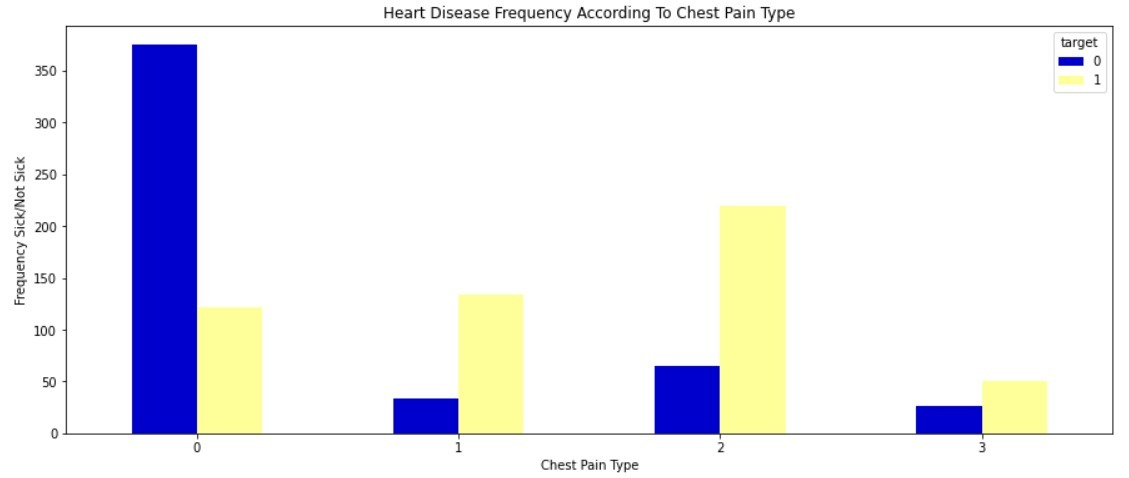 Heart Disease Frequency According To Chest Pain Type
target
0
1
350
300
250
200
150
100
50
0
Frequency Sick/Not Sick
0 1 2 3
Chest Pain Type